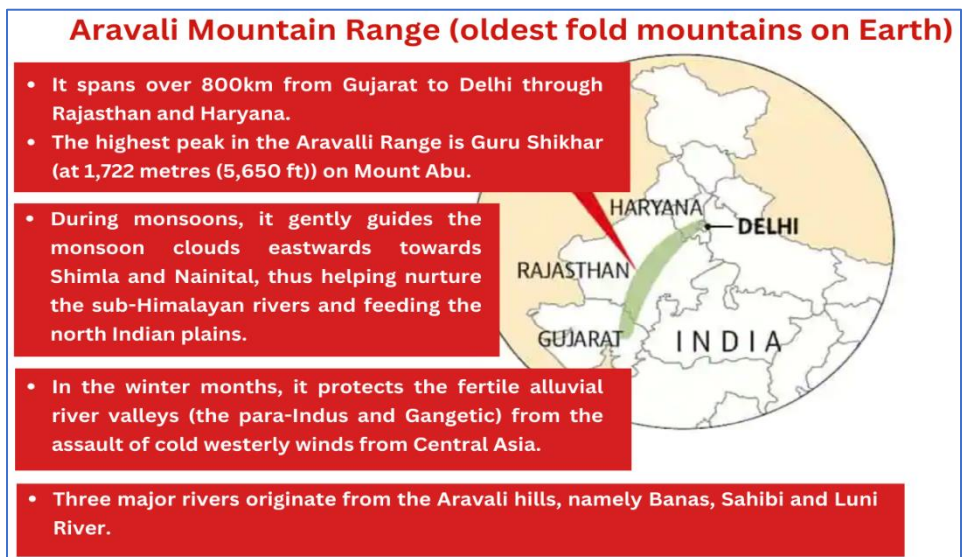 Aravali Mountain Range (oldest fold mountains on Earth)
• It spans over 800km from Gujarat to Delhi through
Rajasthan and Haryana.
• The highest peak in the Aravalli Range is Guru Shikhar
(at 1,722 metres (5,650 ft)) on Mount Abu.
• During monsoons, it gently guides the
monsoon clouds eastwards towards
Shimla and Nainital, thus helping nurture
the sub-Himalayan rivers and feeding the
north Indian plains.
HARYANA
DELHI
RAJASTHAN
GUJARAT
INDIA
• In the winter months, it protects the fertile alluvial
river valleys (the para-Indus and Gangetic) from the
assault of cold westerly winds from Central Asia.
• Three major rivers originate from the Aravali hills, namely Banas, Sahibi and Luni
River.